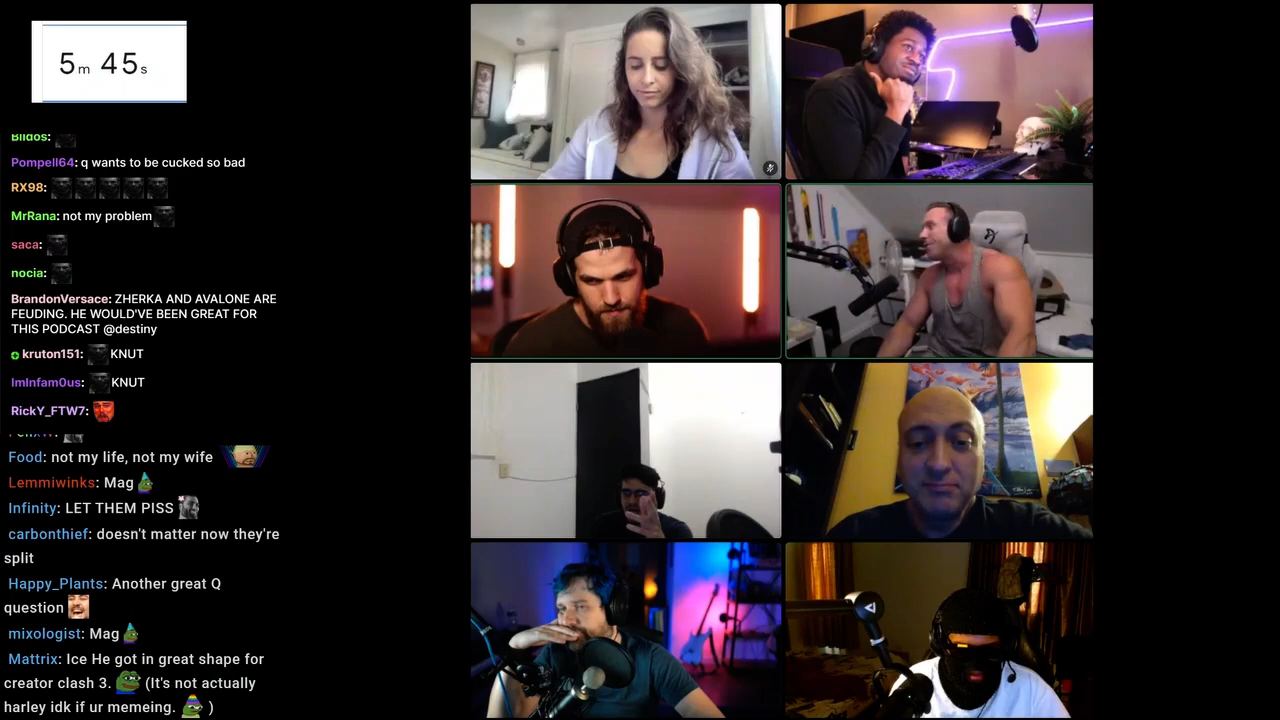 5m 45s
Bildos:
Pompell64: q wants to be cucked so bad
RX98:
MrRana: not my problem
saca:
nocia:
BrandonVersace: ZHERKA AND AVALONE ARE
FEUDING. HE WOULD'VE BEEN GREAT FOR
THIS PODCAST @destiny
kruton151: KNUT
ImInfam0us: KNUT
RickY_FTW7:
Food: not my life, not my wife
Lemmiwinks: Mag
Infinity: LET THEM PISS
carbonthief: doesn't matter now they're
split
Happy_Plants: Another great Q
question
mixologist: Mag
Mattrix: Ice He got in great shape for
creator clash 3. (It's not actually
harley idk if ur memeing. )